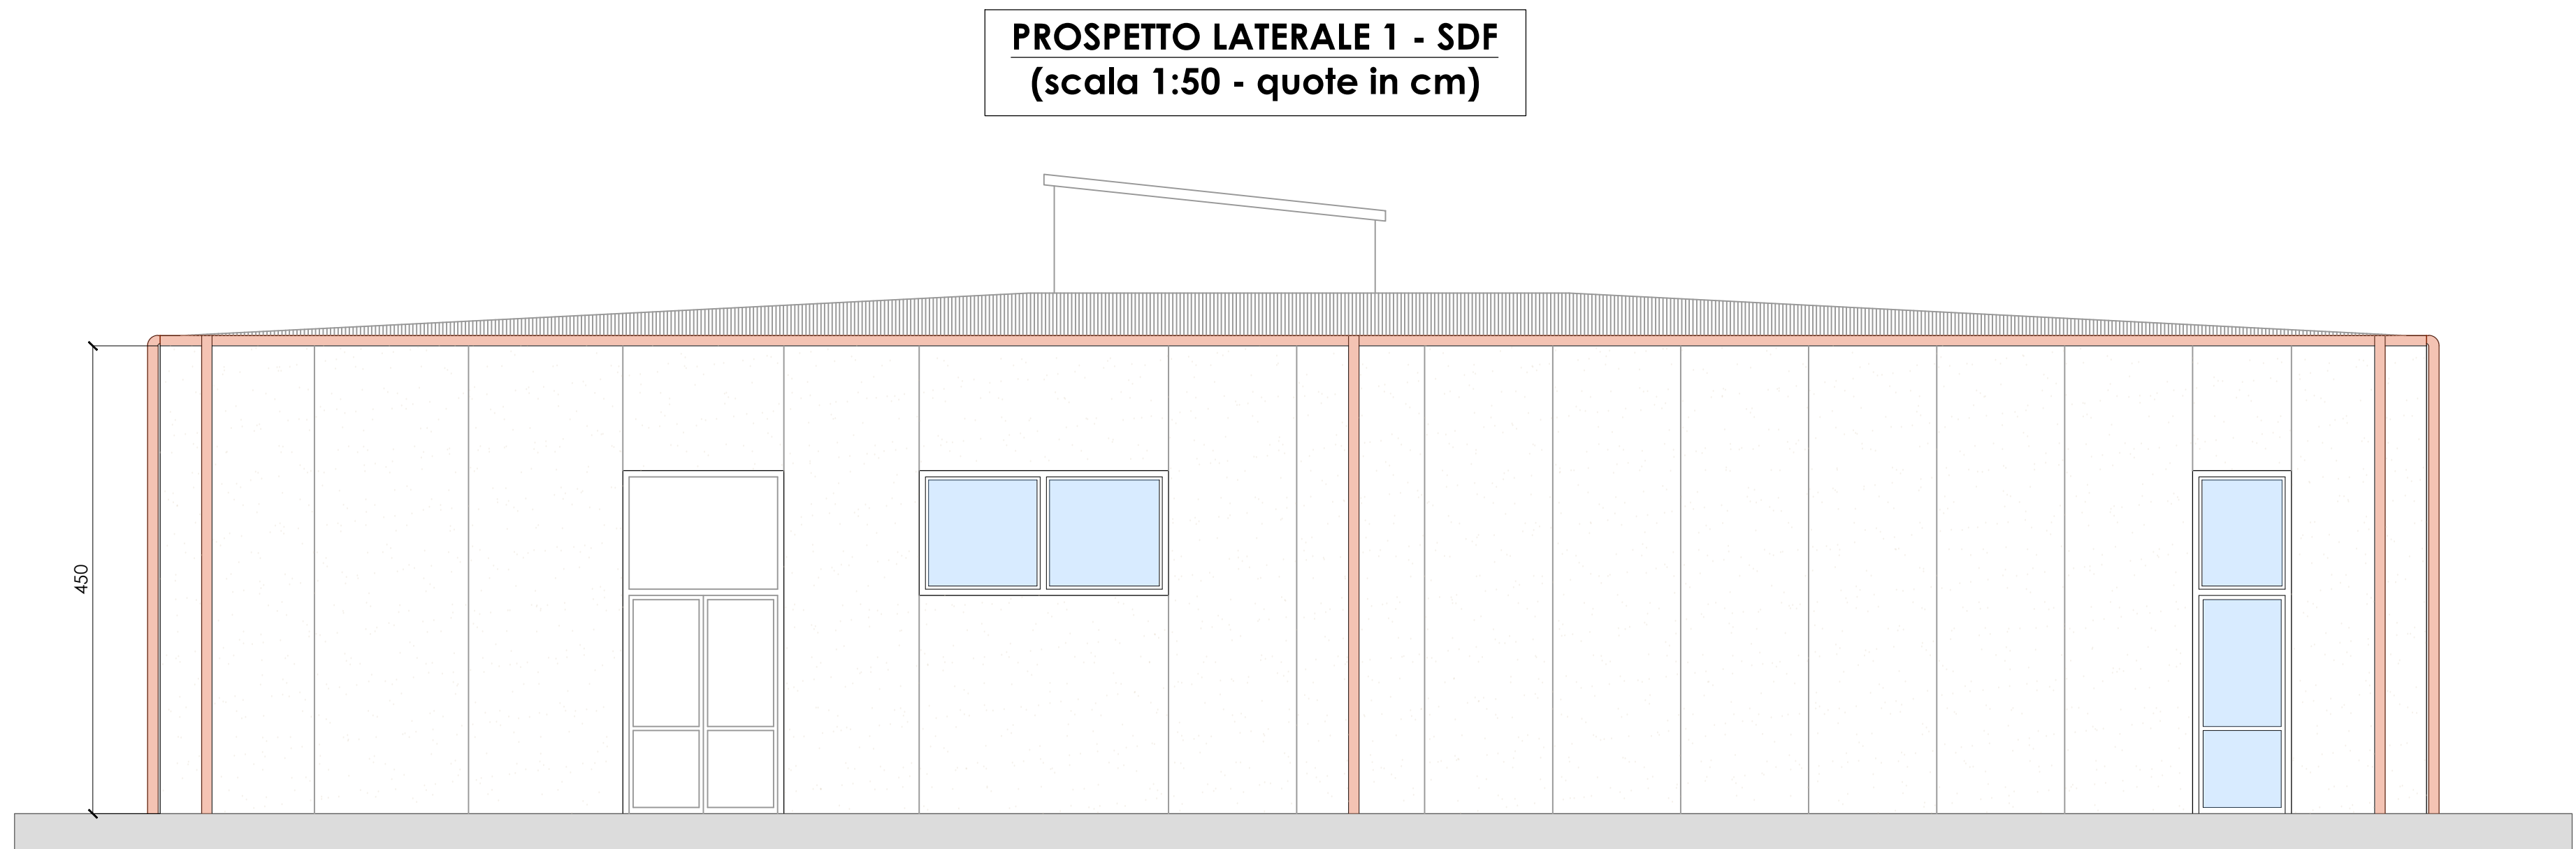 PROSPETTO LATERALE 1 - SDF
(scala 1:50 - quote in cm)
450